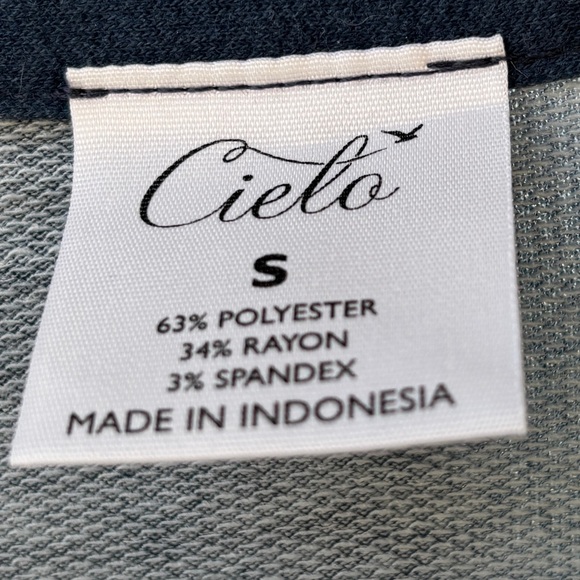 Cielo
S
63% POLYESTER
34% RAYON
3% SPANDEX
MADE IN INDONESIA